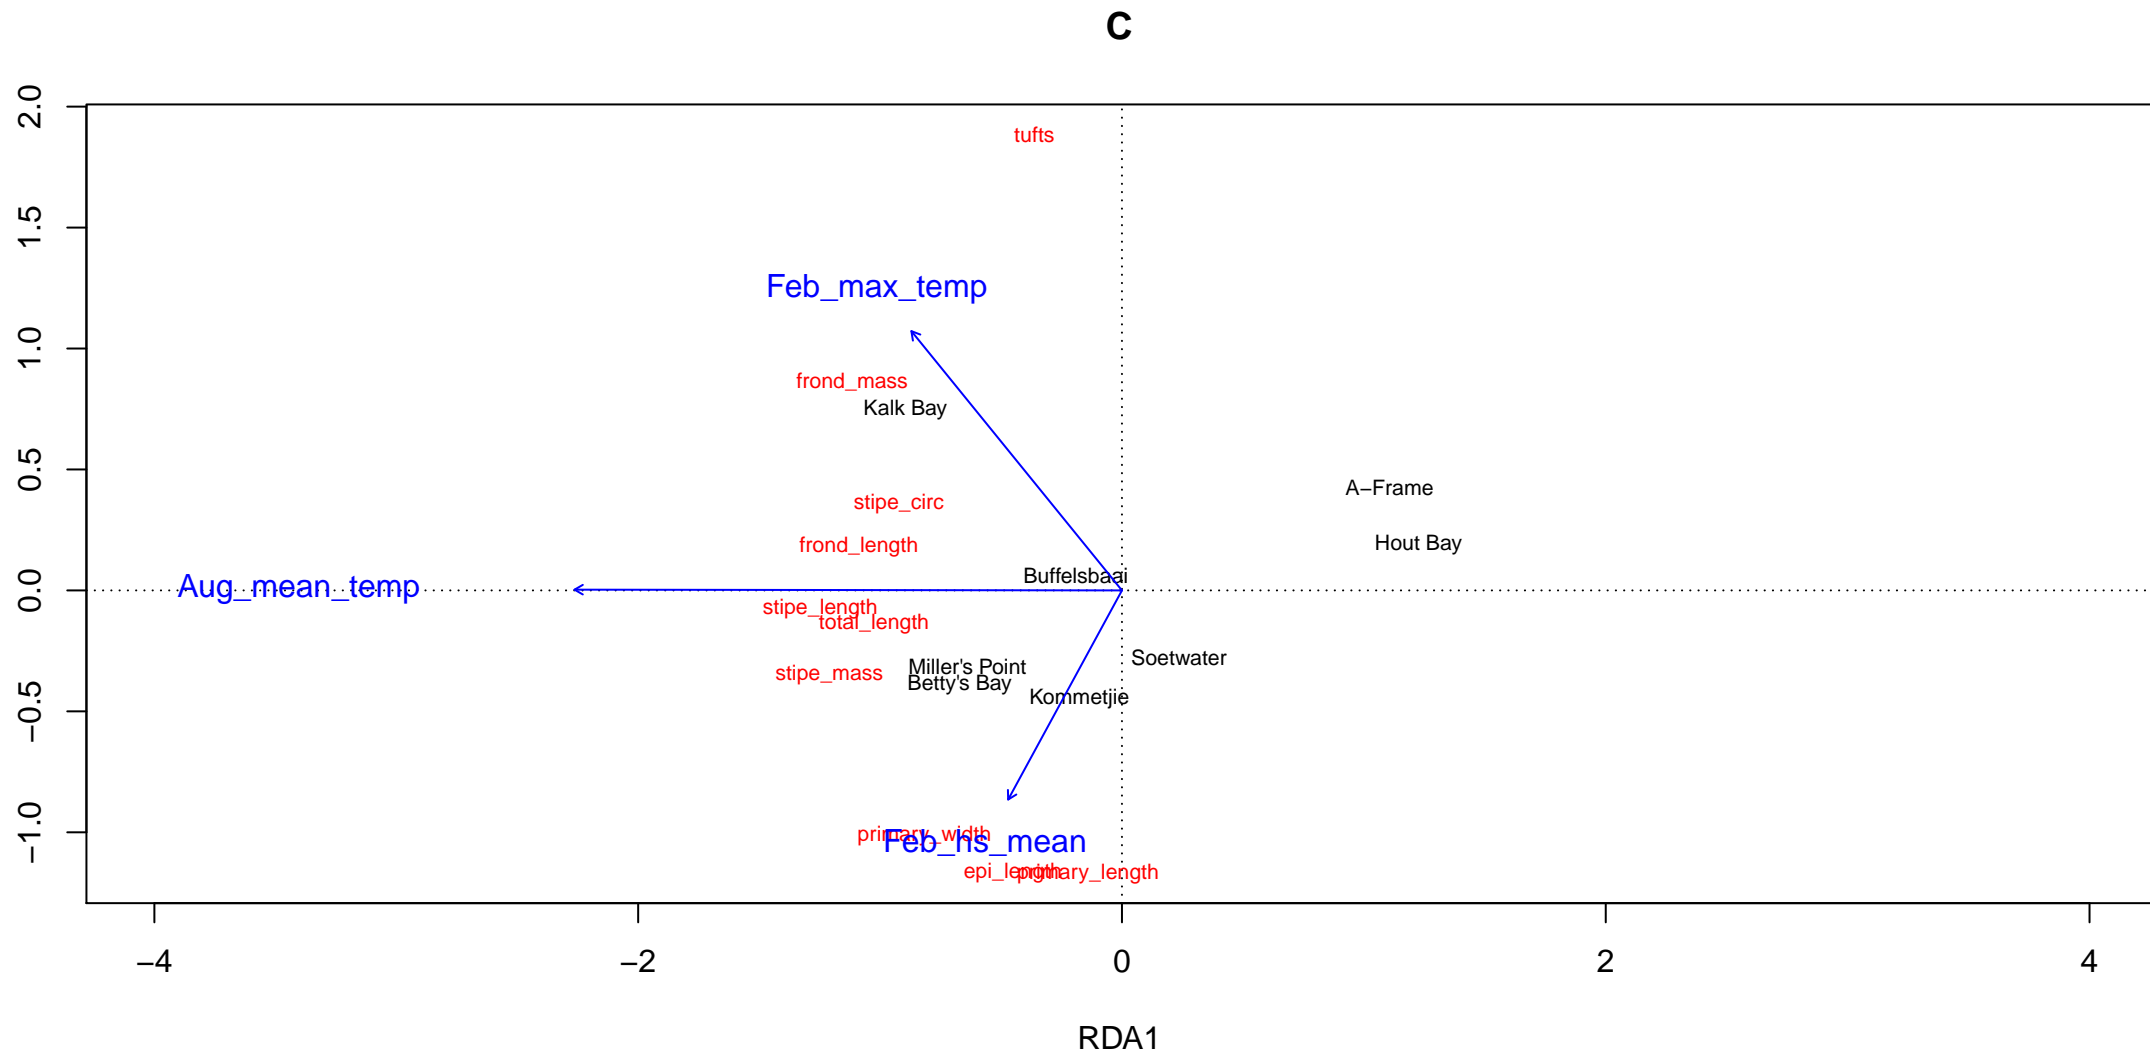 C
2.0
tufts
1.5
Feb_max_temp
1.0
frond_mass
Kalk Bay
0.5
A−Frame
stipe_circ
Hout Bay
frond_length
Buffelsbaai
0.0
Aug_mean_temp
stipe_length
total_length
Soetwater
Miller's Point
stipe_mass
Betty's Bay
Kommetjie
−0.5
−1.0
primary_width
Feb_hs_mean
epi_length
primary_length
−4 −2 0 2 4
RDA1